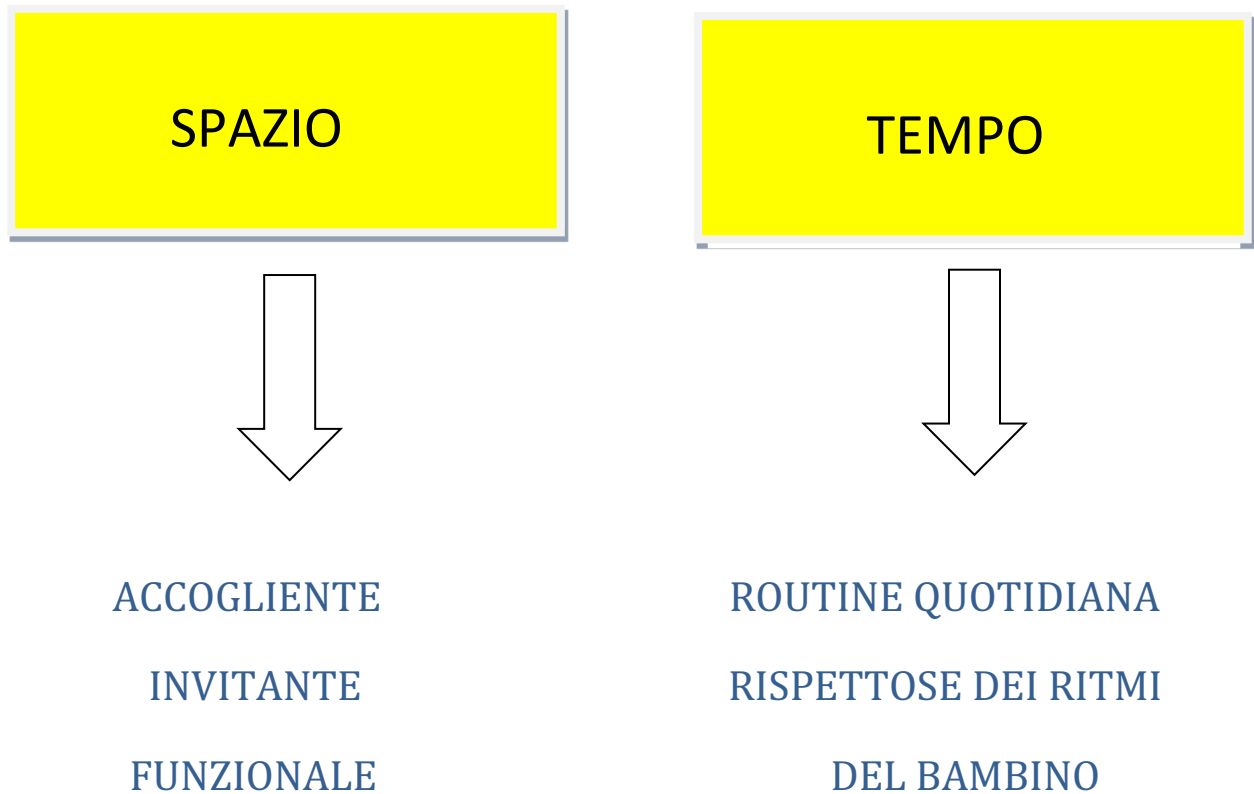 SPAZIO
TEMPO
ACCOGLIENTE
INVITANTE
FUNZIONALE
ROUTINE QUOTIDIANA
RISPETTOSE DEI RITMI
DEL BAMBINO